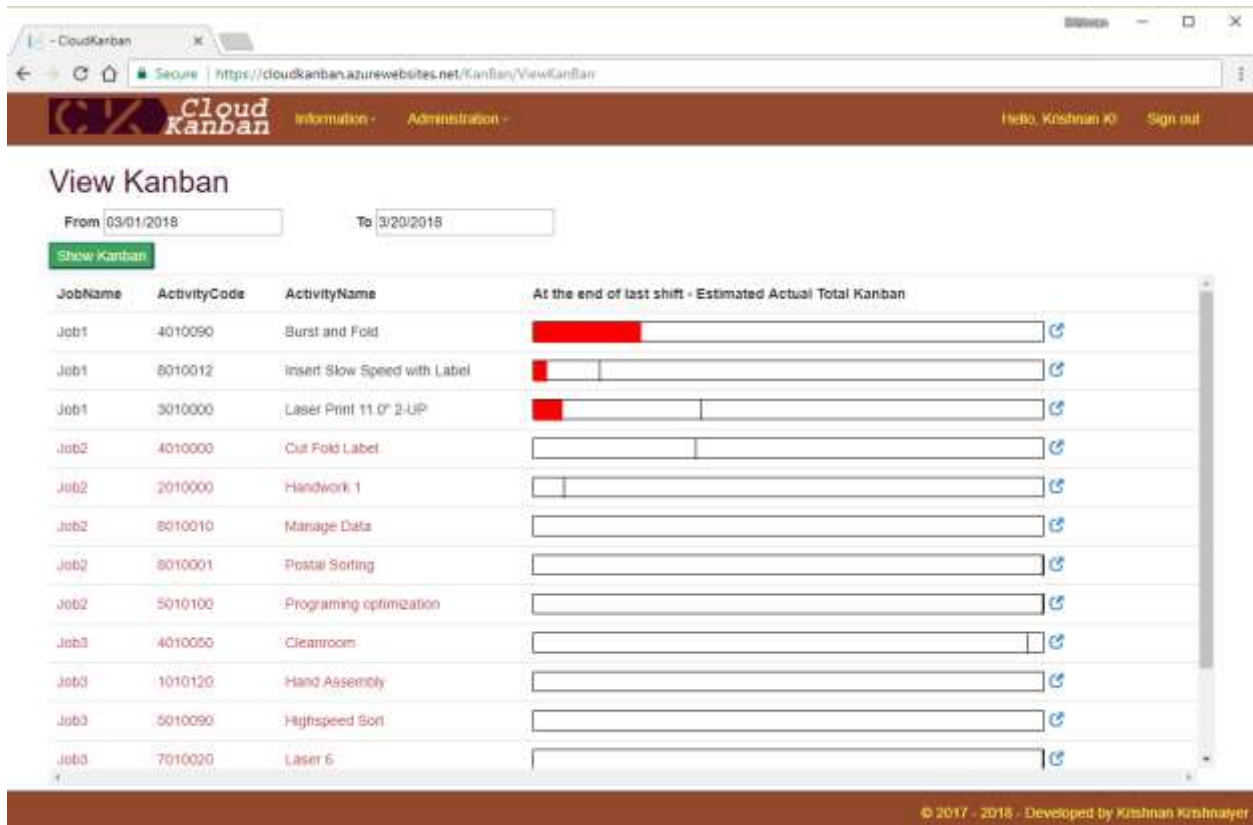 - CloudKanban
Secure | https://cloudkanban.azurewebsites.net/KanBan/ViewKanBan
CK Cloud Kanban Information Administration Hello, Krishnan K! Sign out
View Kanban
From 03/01/2018 To 3/20/2018
Show Kanban
JobName ActivityCode ActivityName At the end of last shift - Estimated Actual Total Kanban
Job1 4010090 Burst and Fold
Job1 8010012 Insert Slow Speed with Label
Job1 3010000 Laser Print 11.0" 2-UP
Job2 4010000 Cut Fold Label
Job2 2010000 Handwork 1
Job2 8010010 Manage Data
Job2 8010001 Postal Sorting
Job2 5010100 Programing optimization
Job3 4010050 Cleanroom
Job3 1010120 Hand Assembly
Job3 5010090 Highspeed Sort
Job3 7010020 Laser 6
© 2017 - 2018 - Developed by Krishnan Krishnaiyer